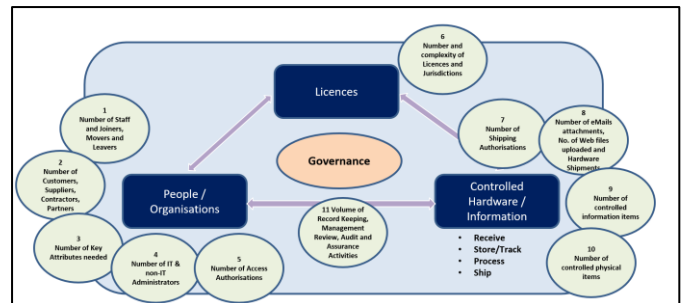 6
Number and
complexity of
Licences and
Jurisdictions
Licences
1
Number of Staff
and Joiners,
Movers and
Leavers
7
Number of
Shipping
Authorisations
8
Number of eMails
attachments,
No. of Web files
uploaded and
Hardware
Shipments
2
Number of
Customers,
Suppliers,
Contractors,
Partners
Governance
People /
Organisations
Controlled
Hardware /
Information
9
Number of
controlled
information items
3
Number of Key
Attributes needed
4
Number of IT &
non-IT
Administrators
5
Number of Access
Authorisations
11 Volume of
Record Keeping,
Management
Review, Audit and
Assurance
Activities
• Receive
• Store/Track
• Process
• Ship
10
Number of
controlled physical
items